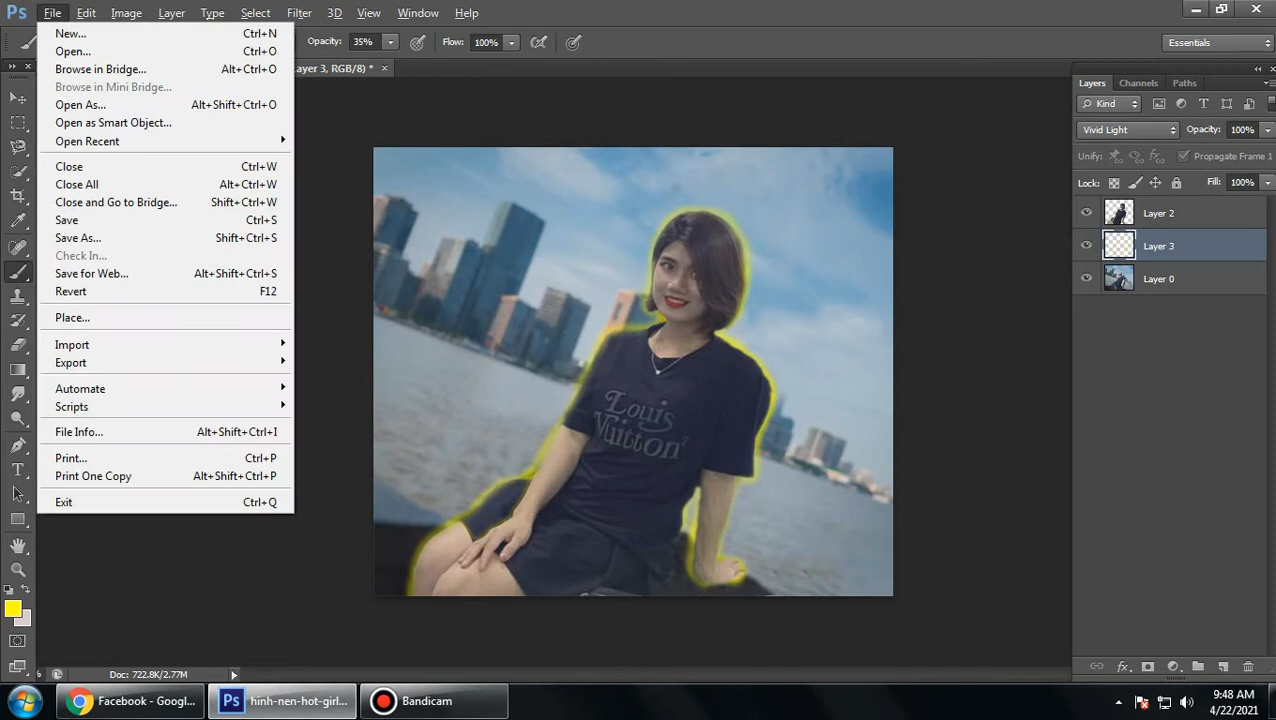 Ps File Edit Image Layer Type Select Filter 3D View Window Help
Opacity: 35% Flow: 100% Essentials
ayer 3, RGB/8) * ×
New... Ctrl+N
Open... Ctrl+O
Browse in Bridge... Alt+Ctrl+O
Browse in Mini Bridge...
Open As... Alt+Shift+Ctrl+O
Open as Smart Object...
Open Recent
Close Ctrl+W
Close All Alt+Ctrl+W
Close and Go to Bridge... Shift+Ctrl+W
Save Ctrl+S
Save As... Shift+Ctrl+S
Check In...
Save for Web... Alt+Shift+Ctrl+S
Revert F12
Place...
Import
Export
Automate
Scripts
File Info... Alt+Shift+Ctrl+I
Print... Ctrl+P
Print One Copy Alt+Shift+Ctrl+P
Exit Ctrl+Q
Louis
Vuitton²
Layers Channels Paths
Kind
Vivid Light Opacity: 100%
Unify: Propagate Frame 1
Lock: Fill: 100%
Layer 2
Layer 3
Layer 0
Doc: 722.8K/2.77M
Facebook - Googl...
Ps hinh-nen-hot-girl...
Bandicam
9:48 AM
4/22/2021